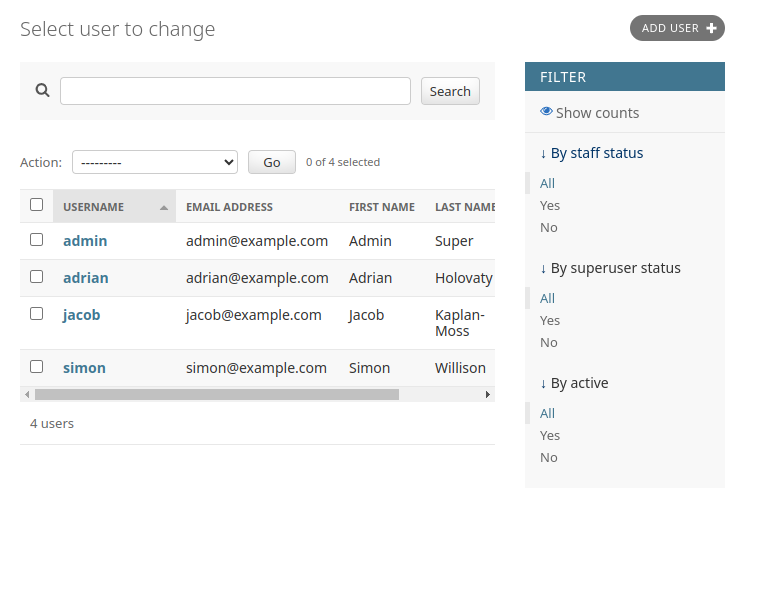 Select user to change
ADD USER
Search
Action: --------- Go 0 of 4 selected
USERNAME EMAIL ADDRESS FIRST NAME LAST NAME
admin admin@example.com Admin Super
adrian adrian@example.com Adrian Holovaty
jacob jacob@example.com Jacob Kaplan-
Moss
simon simon@example.com Simon Willison
4 users
FILTER
Show counts
↓ By staff status
All
Yes
No
↓ By superuser status
All
Yes
No
↓ By active
All
Yes
No